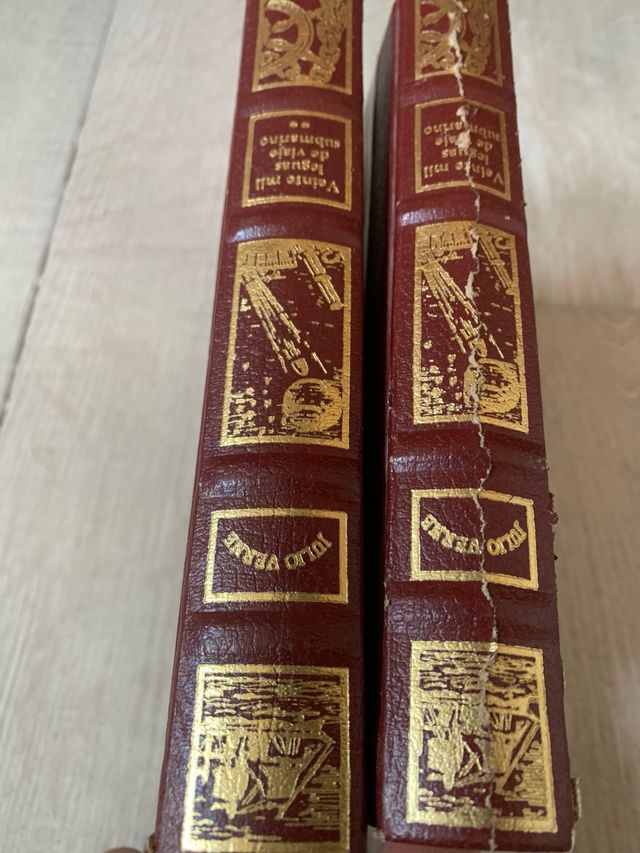 JULIO VERNE
Veinte mil
leguas
de viaje
submarino
JULIO VERNE
Veinte mil
leguas
de viaje
submarino
**